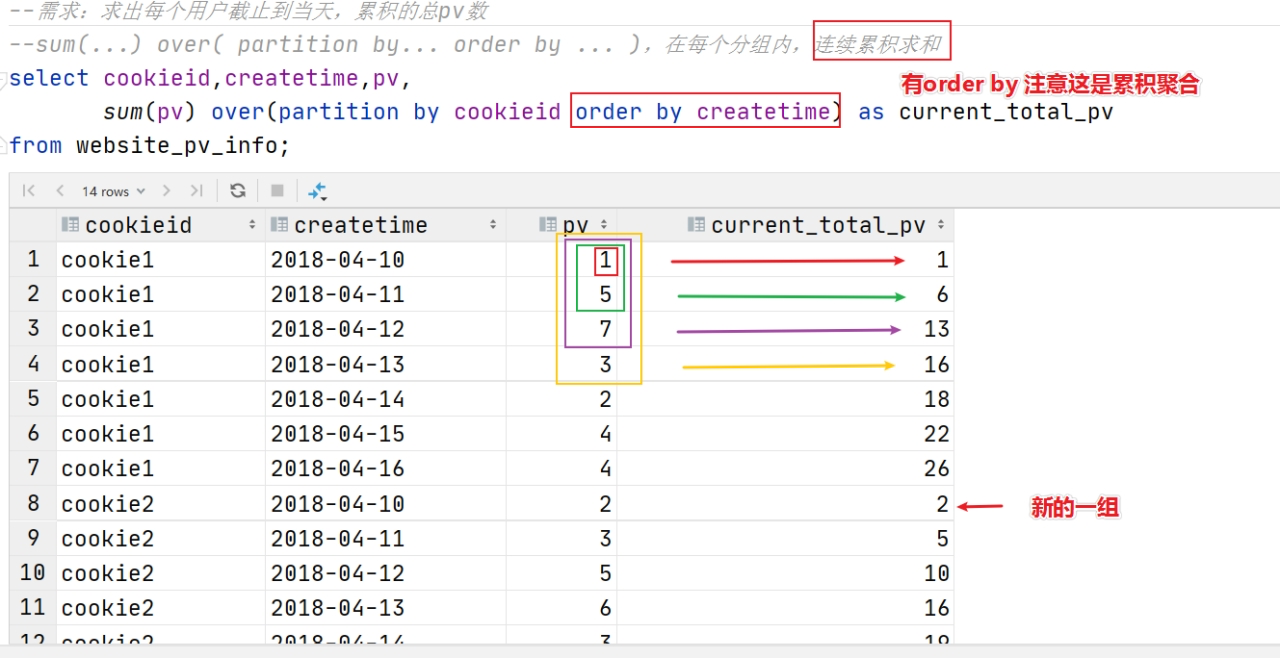 --需求：求出每个用户截止到当天，累积的总pv数
--sum(...) over( partition by... order by ... )，在每个分组内，连续累积求和
select cookieid,createtime,pv,
有order by 注意这是累积聚合
sum(pv) over(partition by cookieid order by createtime) as current_total_pv
from website_pv_info;
14 rows
cookieid createtime pv current_total_pv
1 cookie1 2018-04-10 1 1
2 cookie1 2018-04-11 5 6
3 cookie1 2018-04-12 7 13
4 cookie1 2018-04-13 3 16
5 cookie1 2018-04-14 2 18
6 cookie1 2018-04-15 4 22
7 cookie1 2018-04-16 4 26
8 cookie2 2018-04-10 2 2 新的一组
9 cookie2 2018-04-11 3 5
10 cookie2 2018-04-12 5 10
11 cookie2 2018-04-13 6 16
12 cookie2 2018-04-14 3 19